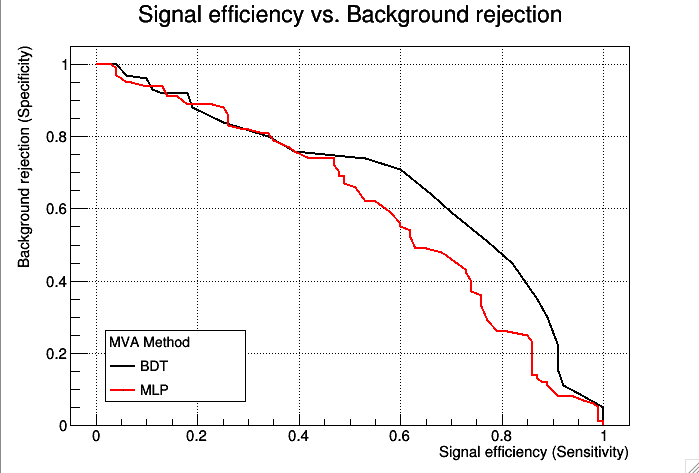 Signal efficiency vs. Background rejection
Background rejection (Specificity)
1
0.8
0.6
0.4
0.2
0
MVA Method
BDT
MLP
0 0.2 0.4 0.6 0.8 1
Signal efficiency (Sensitivity)